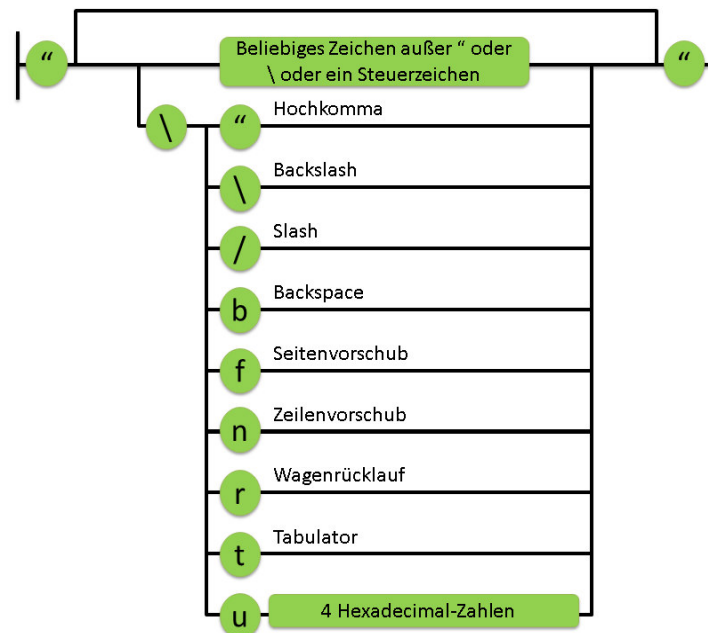 “
Beliebiges Zeichen außer “ oder
\ oder ein Steuerzeichen
“
\
“ Hochkomma
\ Backslash
/ Slash
b Backspace
f Seitenvorschub
n Zeilenvorschub
r Wagenrücklauf
t Tabulator
u 4 Hexadecimal-Zahlen